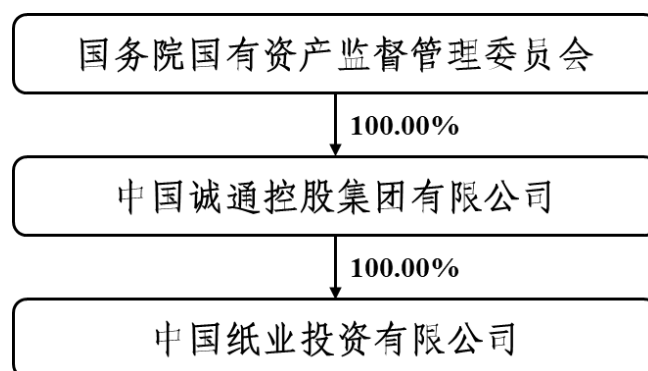 国务院国有资产监督管理委员会
100.00%
中国诚通控股集团有限公司
100.00%
中国纸业投资有限公司